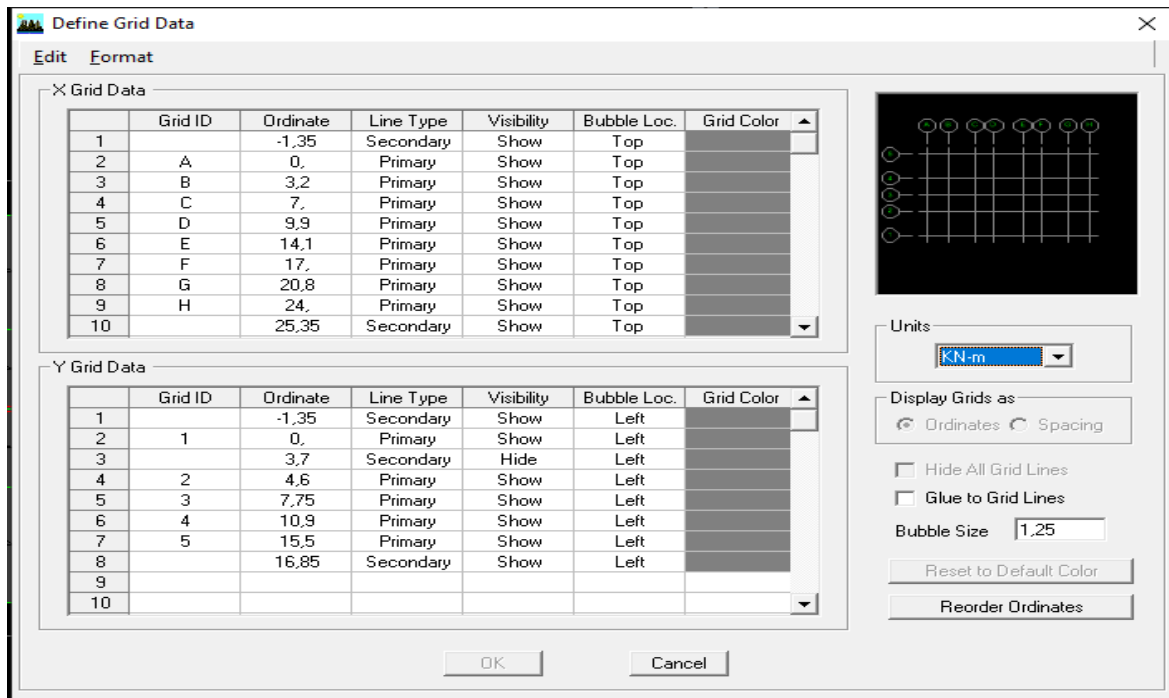 Define Grid Data
Edit Format
X Grid Data
Grid ID Ordinate Line Type Visibility Bubble Loc. Grid Color
1 -1,35 Secondary Show Top
2 A 0, Primary Show Top
3 B 3,2 Primary Show Top
4 C 7, Primary Show Top
5 D 9,9 Primary Show Top
6 E 14,1 Primary Show Top
7 F 17, Primary Show Top
8 G 20,8 Primary Show Top
9 H 24, Primary Show Top
10 25,35 Secondary Show Top
Units
KN-m
Y Grid Data
Grid ID Ordinate Line Type Visibility Bubble Loc. Grid Color
1 -1,35 Secondary Show Left
2 1 0, Primary Show Left
3 3,7 Secondary Hide Left
4 2 4,6 Primary Show Left
5 3 7,75 Primary Show Left
6 4 10,9 Primary Show Left
7 5 15,5 Primary Show Left
8 16,85 Secondary Show Left
9
10
Display Grids as
Ordinates Spacing
Hide All Grid Lines
Glue to Grid Lines
Bubble Size 1,25
Reset to Default Color
Reorder Ordinates
OK Cancel